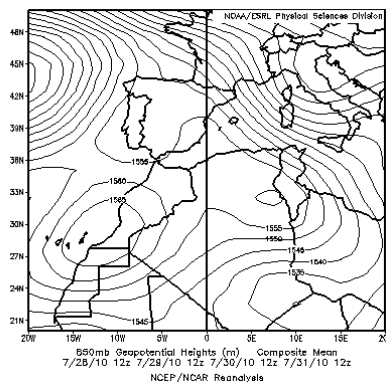 NOAA/ESRL Physical Sciences Division
48N
45N
42N
39N
36N
33N
30N
27N
24N
21N
1555
1560
1565
1555
1550
1545
1540
1535
1545
20W 15W 10W 5W 0 5E 10E 15E 20E
850mb Geopotential Heights (m) Composite Mean
7/28/10 12z 7/29/10 12z 7/30/10 12z 7/31/10 12z
NCEP/NCAR Reanalysis